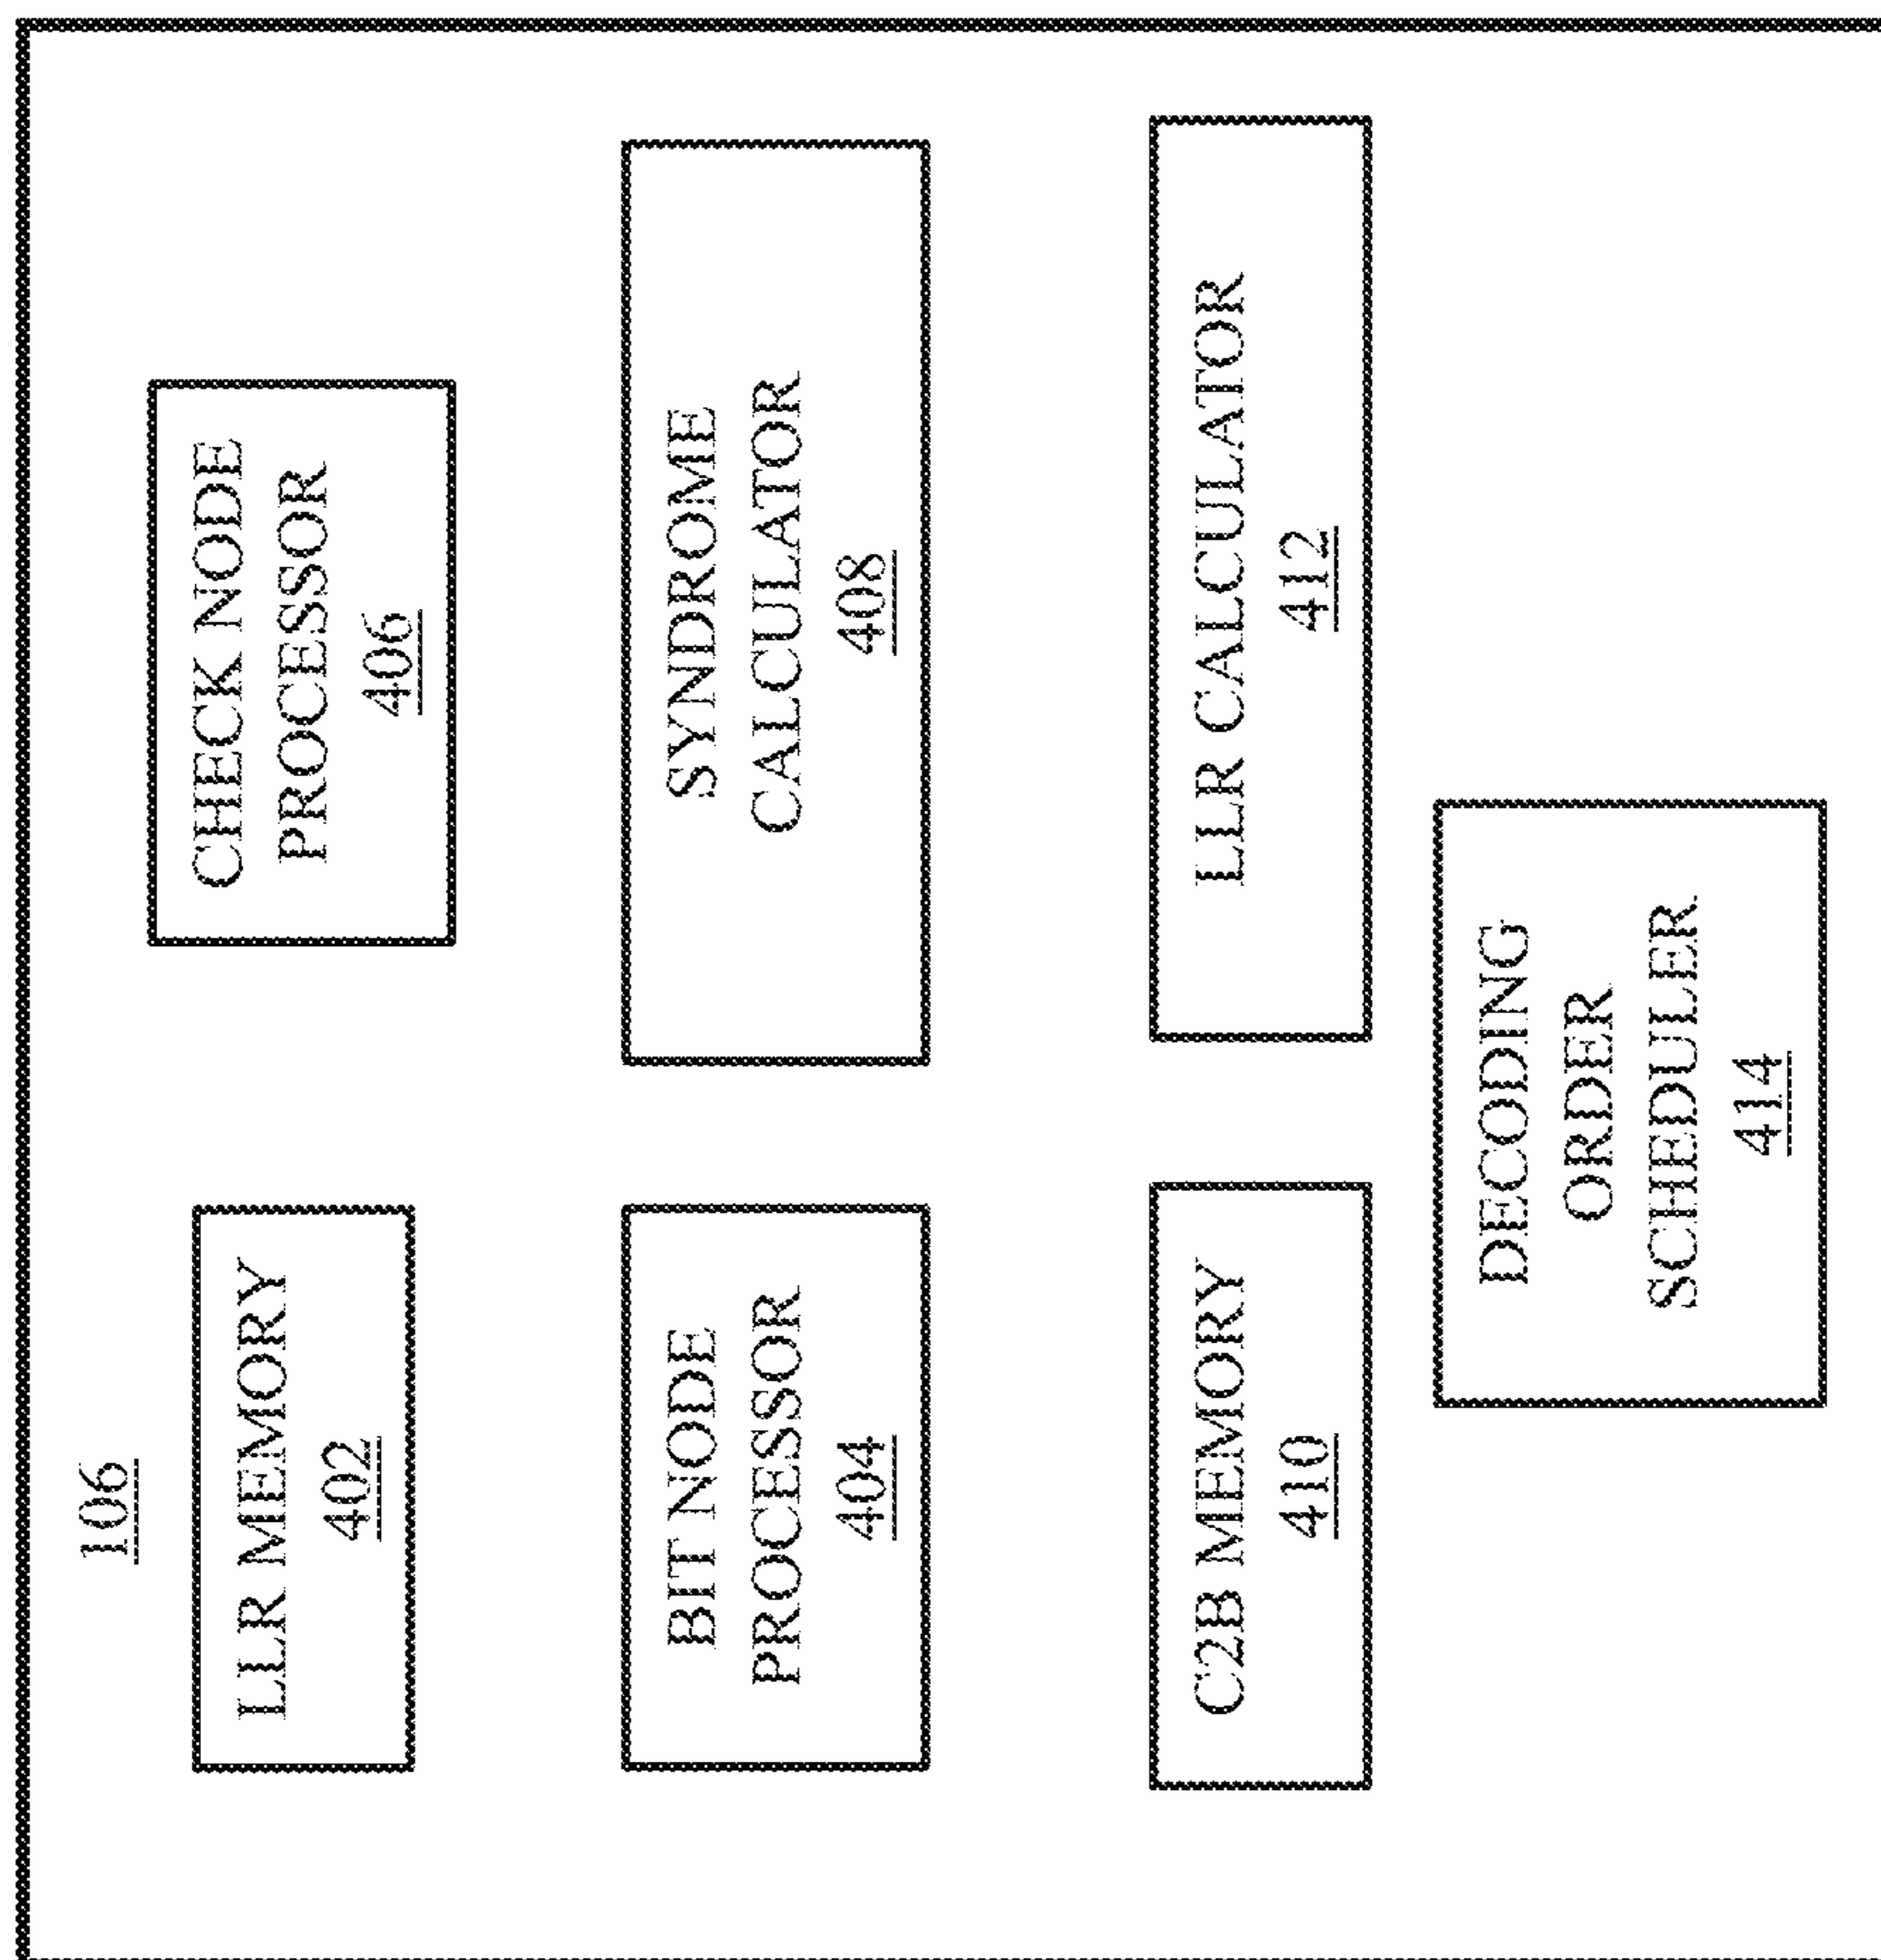 106
LLR MEMORY
402
CHECK NODE
PROCESSOR
406
BIT NODE
PROCESSOR
404
SYNDROME
CALCULATOR
408
C2B MEMORY
410
LLR CALCULATOR
412
DECODING
ORDER
SCHEDULER
414